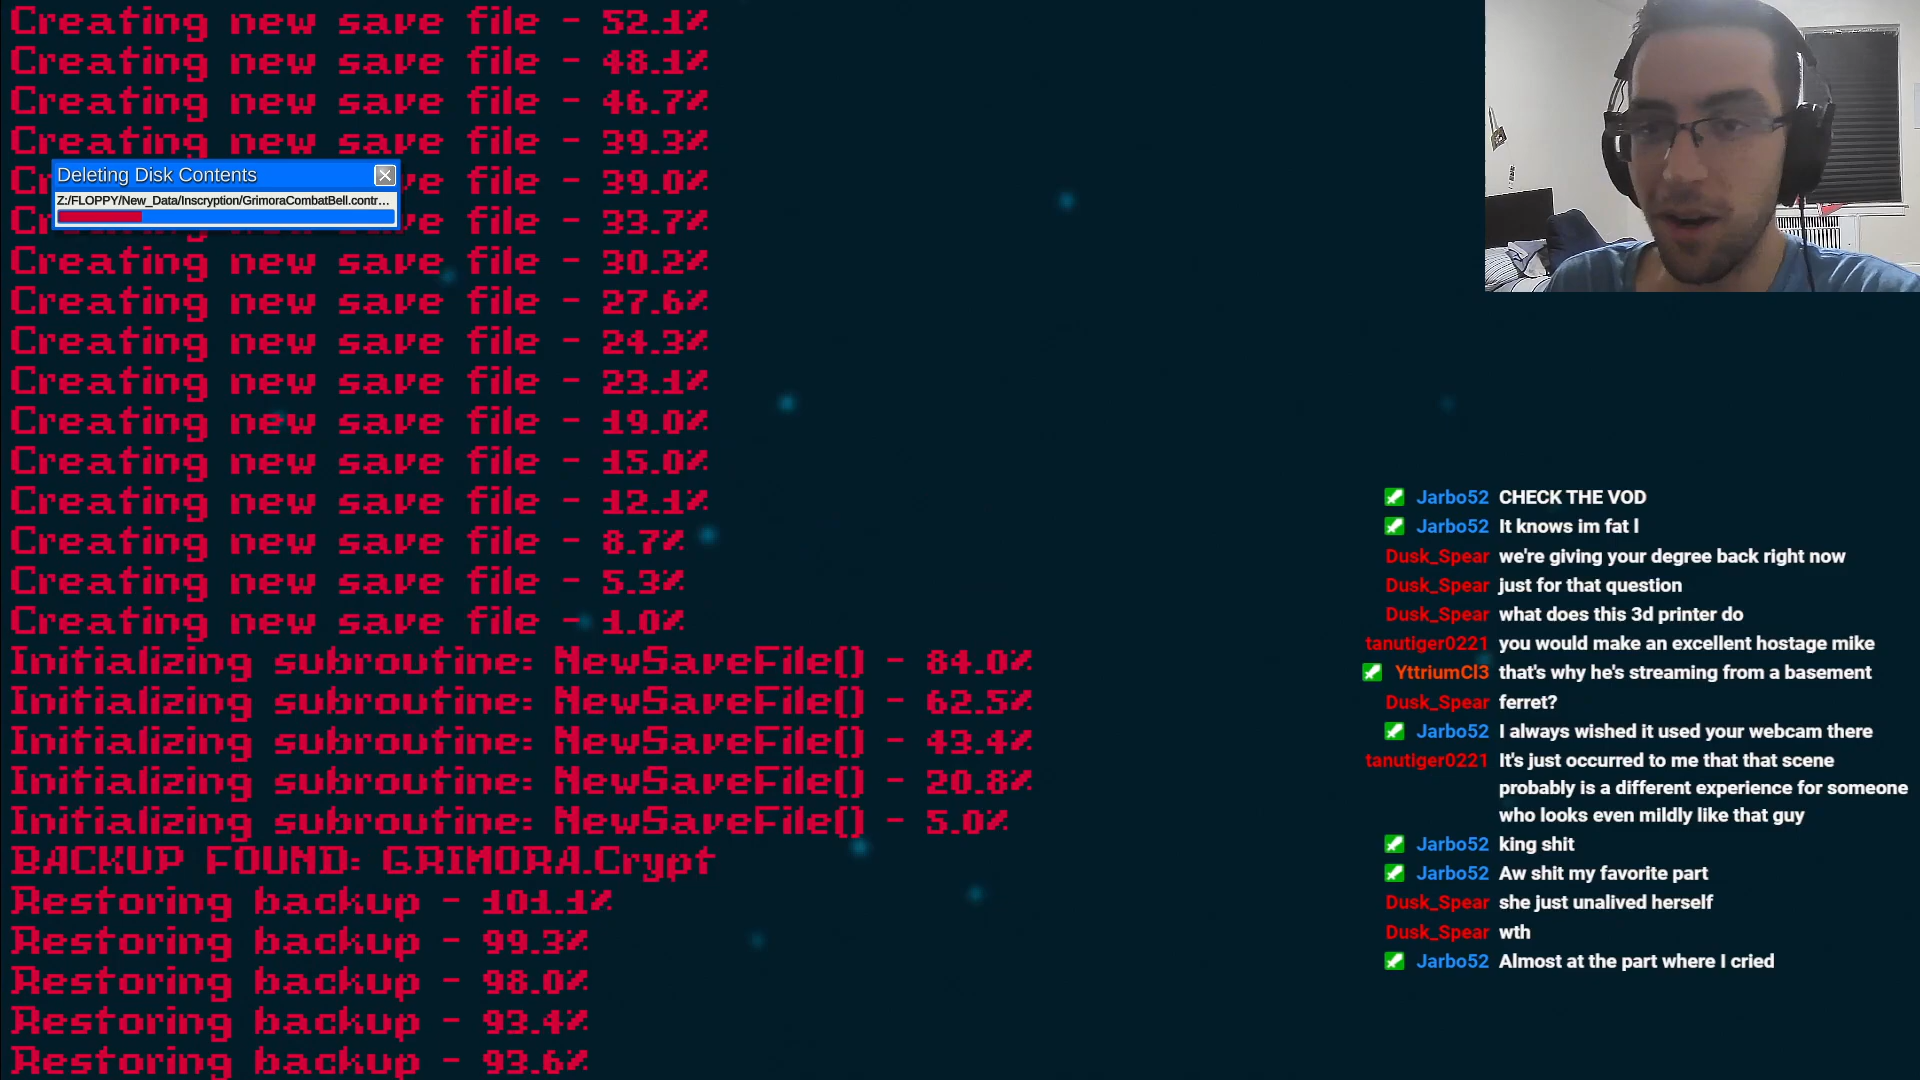 Creating new save file - 52.1%
Creating new save file - 48.1%
Creating new save file - 46.7%
Creating new save file - 39.3%
Cr ve file - 39.0%
Deleting Disk Contents
Z:/FLOPPY/New_Data/Inscryption/GrimoraCombatBell.contr...
ve file - 33.7%
Creating new save file - 30.2%
Creating new save file - 27.6%
Creating new save file - 24.3%
Creating new save file - 23.1%
Creating new save file - 19.0%
Creating new save file - 15.0%
Creating new save file - 12.1%
Creating new save file - 8.7%
Creating new save file - 5.3%
Creating new save file - 1.0%
Initializing subroutine: NewSaveFile() - 84.0%
Initializing subroutine: NewSaveFile() - 62.5%
Initializing subroutine: NewSaveFile() - 43.4%
Initializing subroutine: NewSaveFile() - 20.8%
Initializing subroutine: NewSaveFile() - 5.0%
BACKUP FOUND: GRIMORA.Crypt
Restoring backup - 101.1%
Restoring backup - 99.3%
Restoring backup - 98.0%
Restoring backup - 93.4%
Restoring backup - 93.6%
Jarbo52 CHECK THE VOD
Jarbo52 It knows im fat l
Dusk_Spear we're giving your degree back right now
Dusk_Spear just for that question
Dusk_Spear what does this 3d printer do
tanutiger0221 you would make an excellent hostage mike
YttriumCl3 that's why he's streaming from a basement
Dusk_Spear ferret?
Jarbo52 I always wished it used your webcam there
tanutiger0221 It's just occurred to me that that scene
probably is a different experience for someone
who looks even mildly like that guy
Jarbo52 king shit
Jarbo52 Aw shit my favorite part
Dusk_Spear she just unalived herself
Dusk_Spear wth
Jarbo52 Almost at the part where I cried